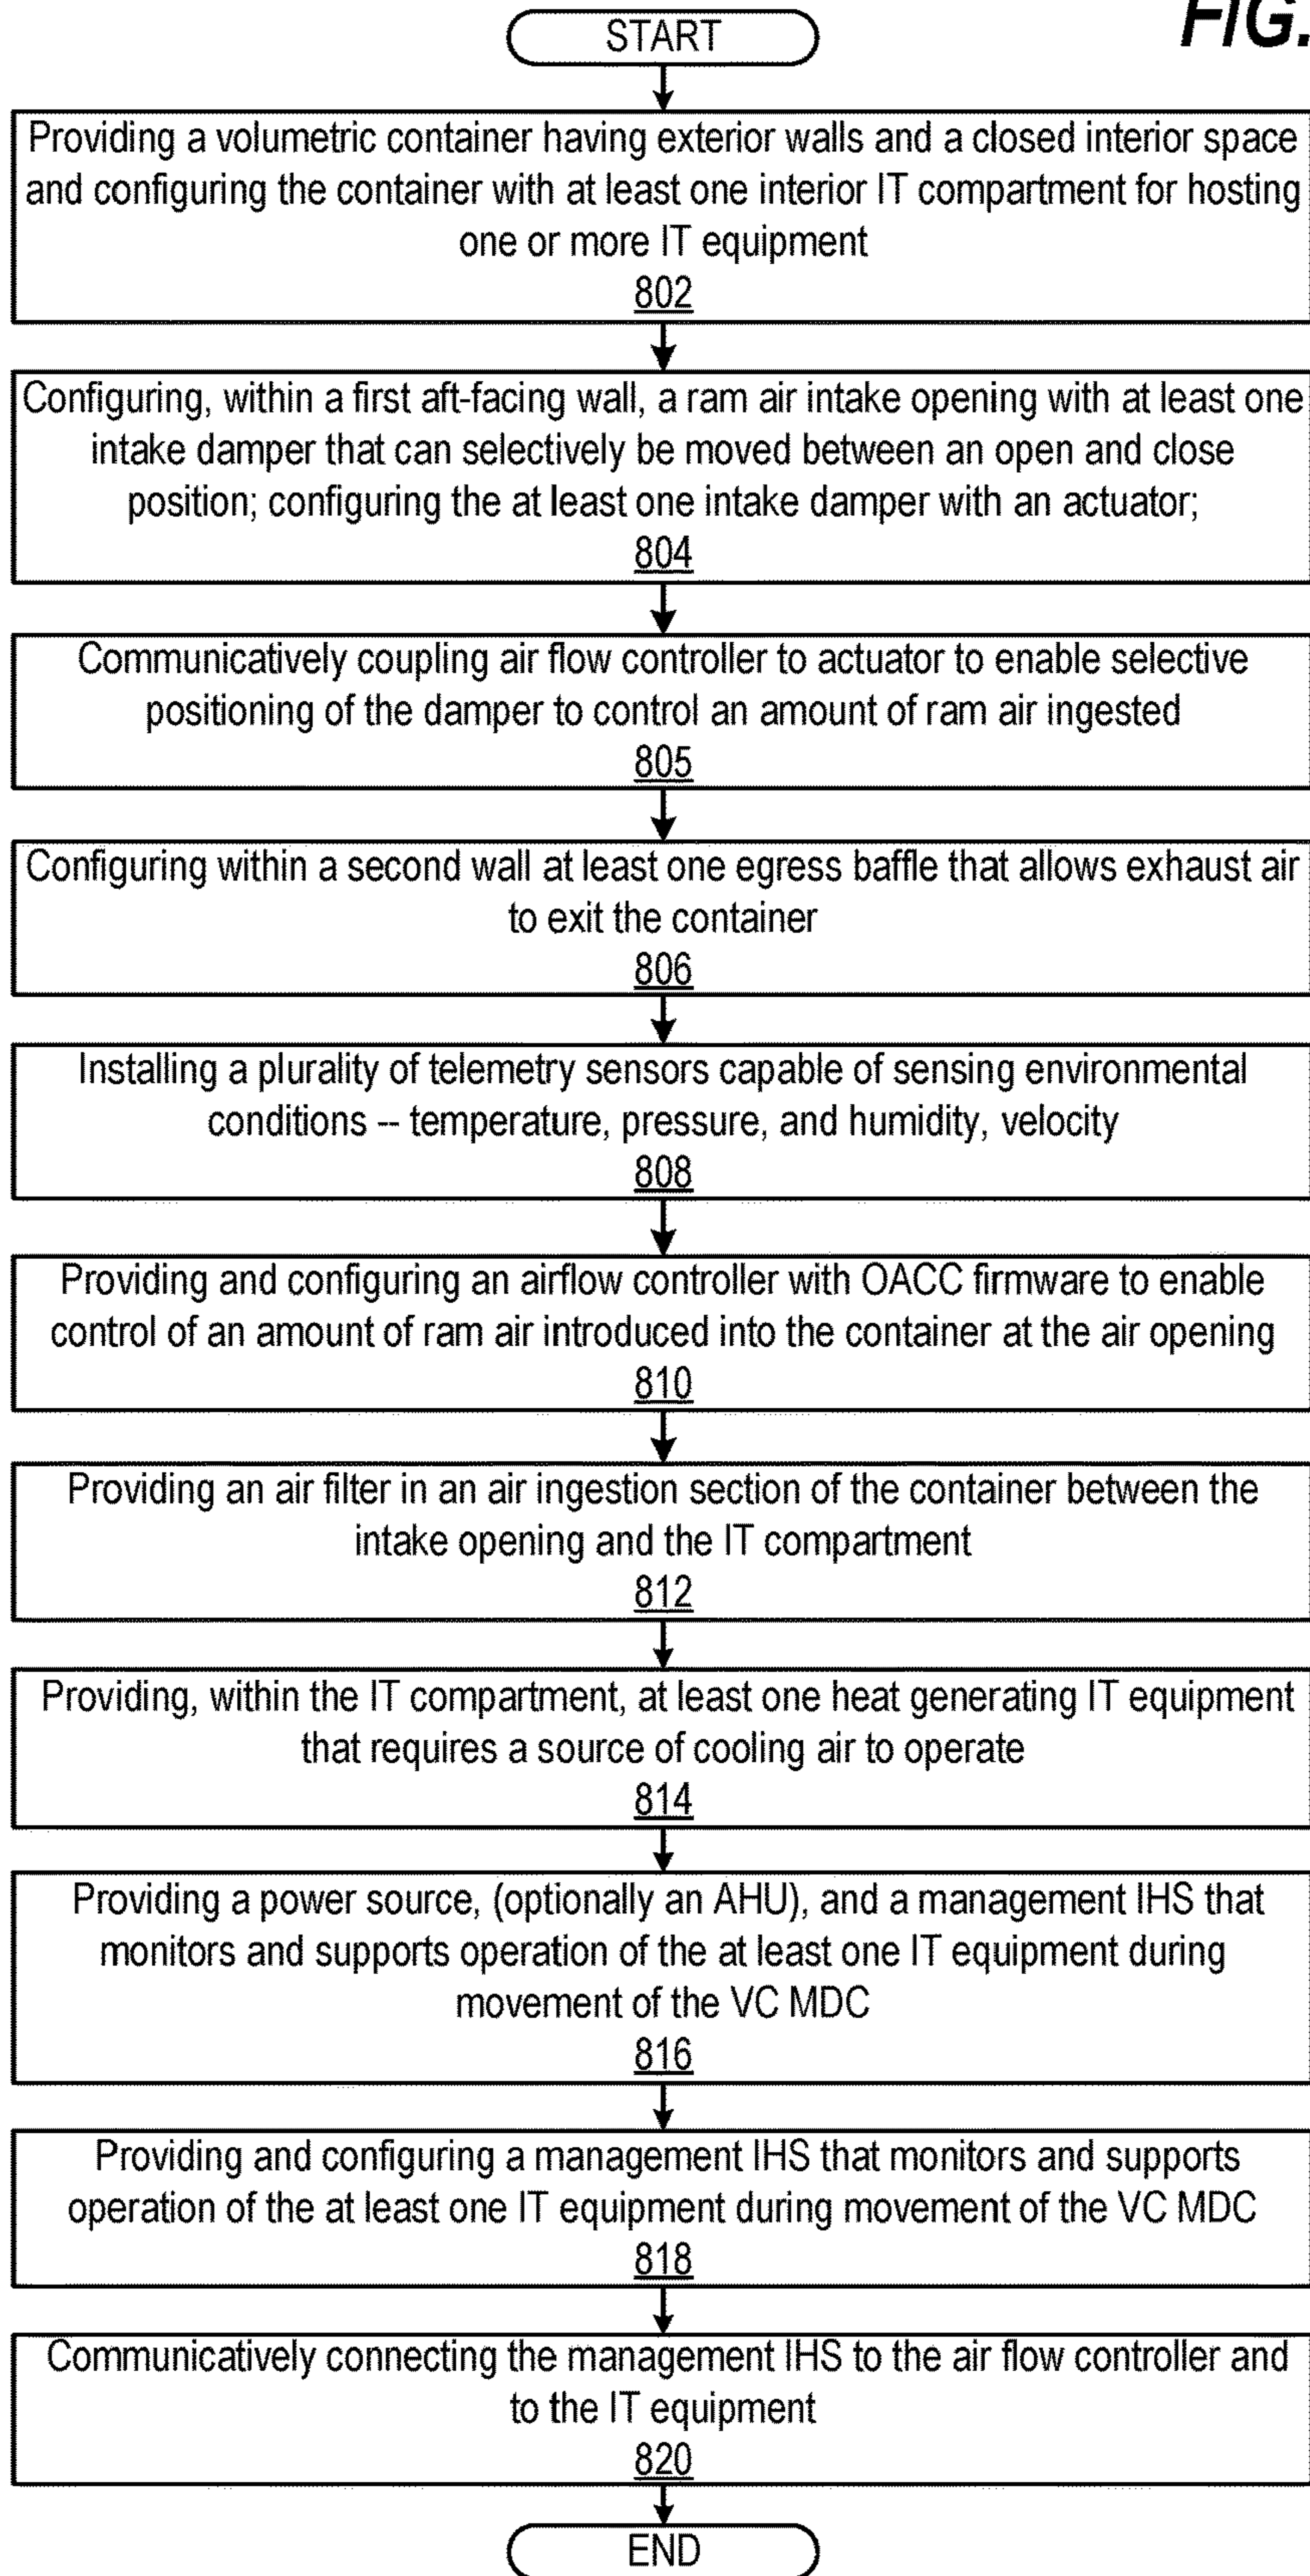 FIG.
START
Providing a volumetric container having exterior walls and a closed interior space
and configuring the container with at least one interior IT compartment for hosting
one or more IT equipment
802
Configuring, within a first aft-facing wall, a ram air intake opening with at least one
intake damper that can selectively be moved between an open and close
position; configuring the at least one intake damper with an actuator;
804
Communicatively coupling air flow controller to actuator to enable selective
positioning of the damper to control an amount of ram air ingested
805
Configuring within a second wall at least one egress baffle that allows exhaust air
to exit the container
806
Installing a plurality of telemetry sensors capable of sensing environmental
conditions -- temperature, pressure, and humidity, velocity
808
Providing and configuring an airflow controller with OACC firmware to enable
control of an amount of ram air introduced into the container at the air opening
810
Providing an air filter in an air ingestion section of the container between the
intake opening and the IT compartment
812
Providing, within the IT compartment, at least one heat generating IT equipment
that requires a source of cooling air to operate
814
Providing a power source, (optionally an AHU), and a management IHS that
monitors and supports operation of the at least one IT equipment during
movement of the VC MDC
816
Providing and configuring a management IHS that monitors and supports
operation of the at least one IT equipment during movement of the VC MDC
818
Communicatively connecting the management IHS to the air flow controller and
to the IT equipment
820
END